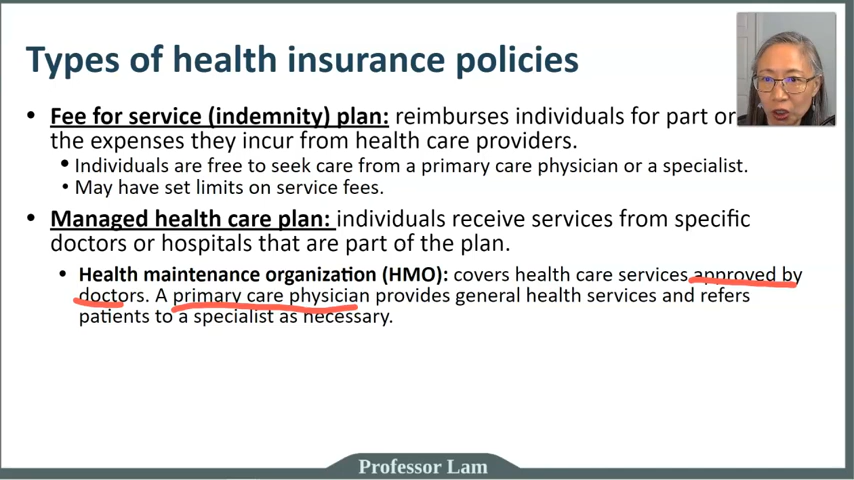 Types of health insurance policies
• Fee for service (indemnity) plan: reimburses individuals for part or
the expenses they incur from health care providers.
• Individuals are free to seek care from a primary care physician or a specialist.
• May have set limits on service fees.
• Managed health care plan: individuals receive services from specific
doctors or hospitals that are part of the plan.
• Health maintenance organization (HMO): covers health care services approved by
doctors. A primary care physician provides general health services and refers
patients to a specialist as necessary.
Professor Lam